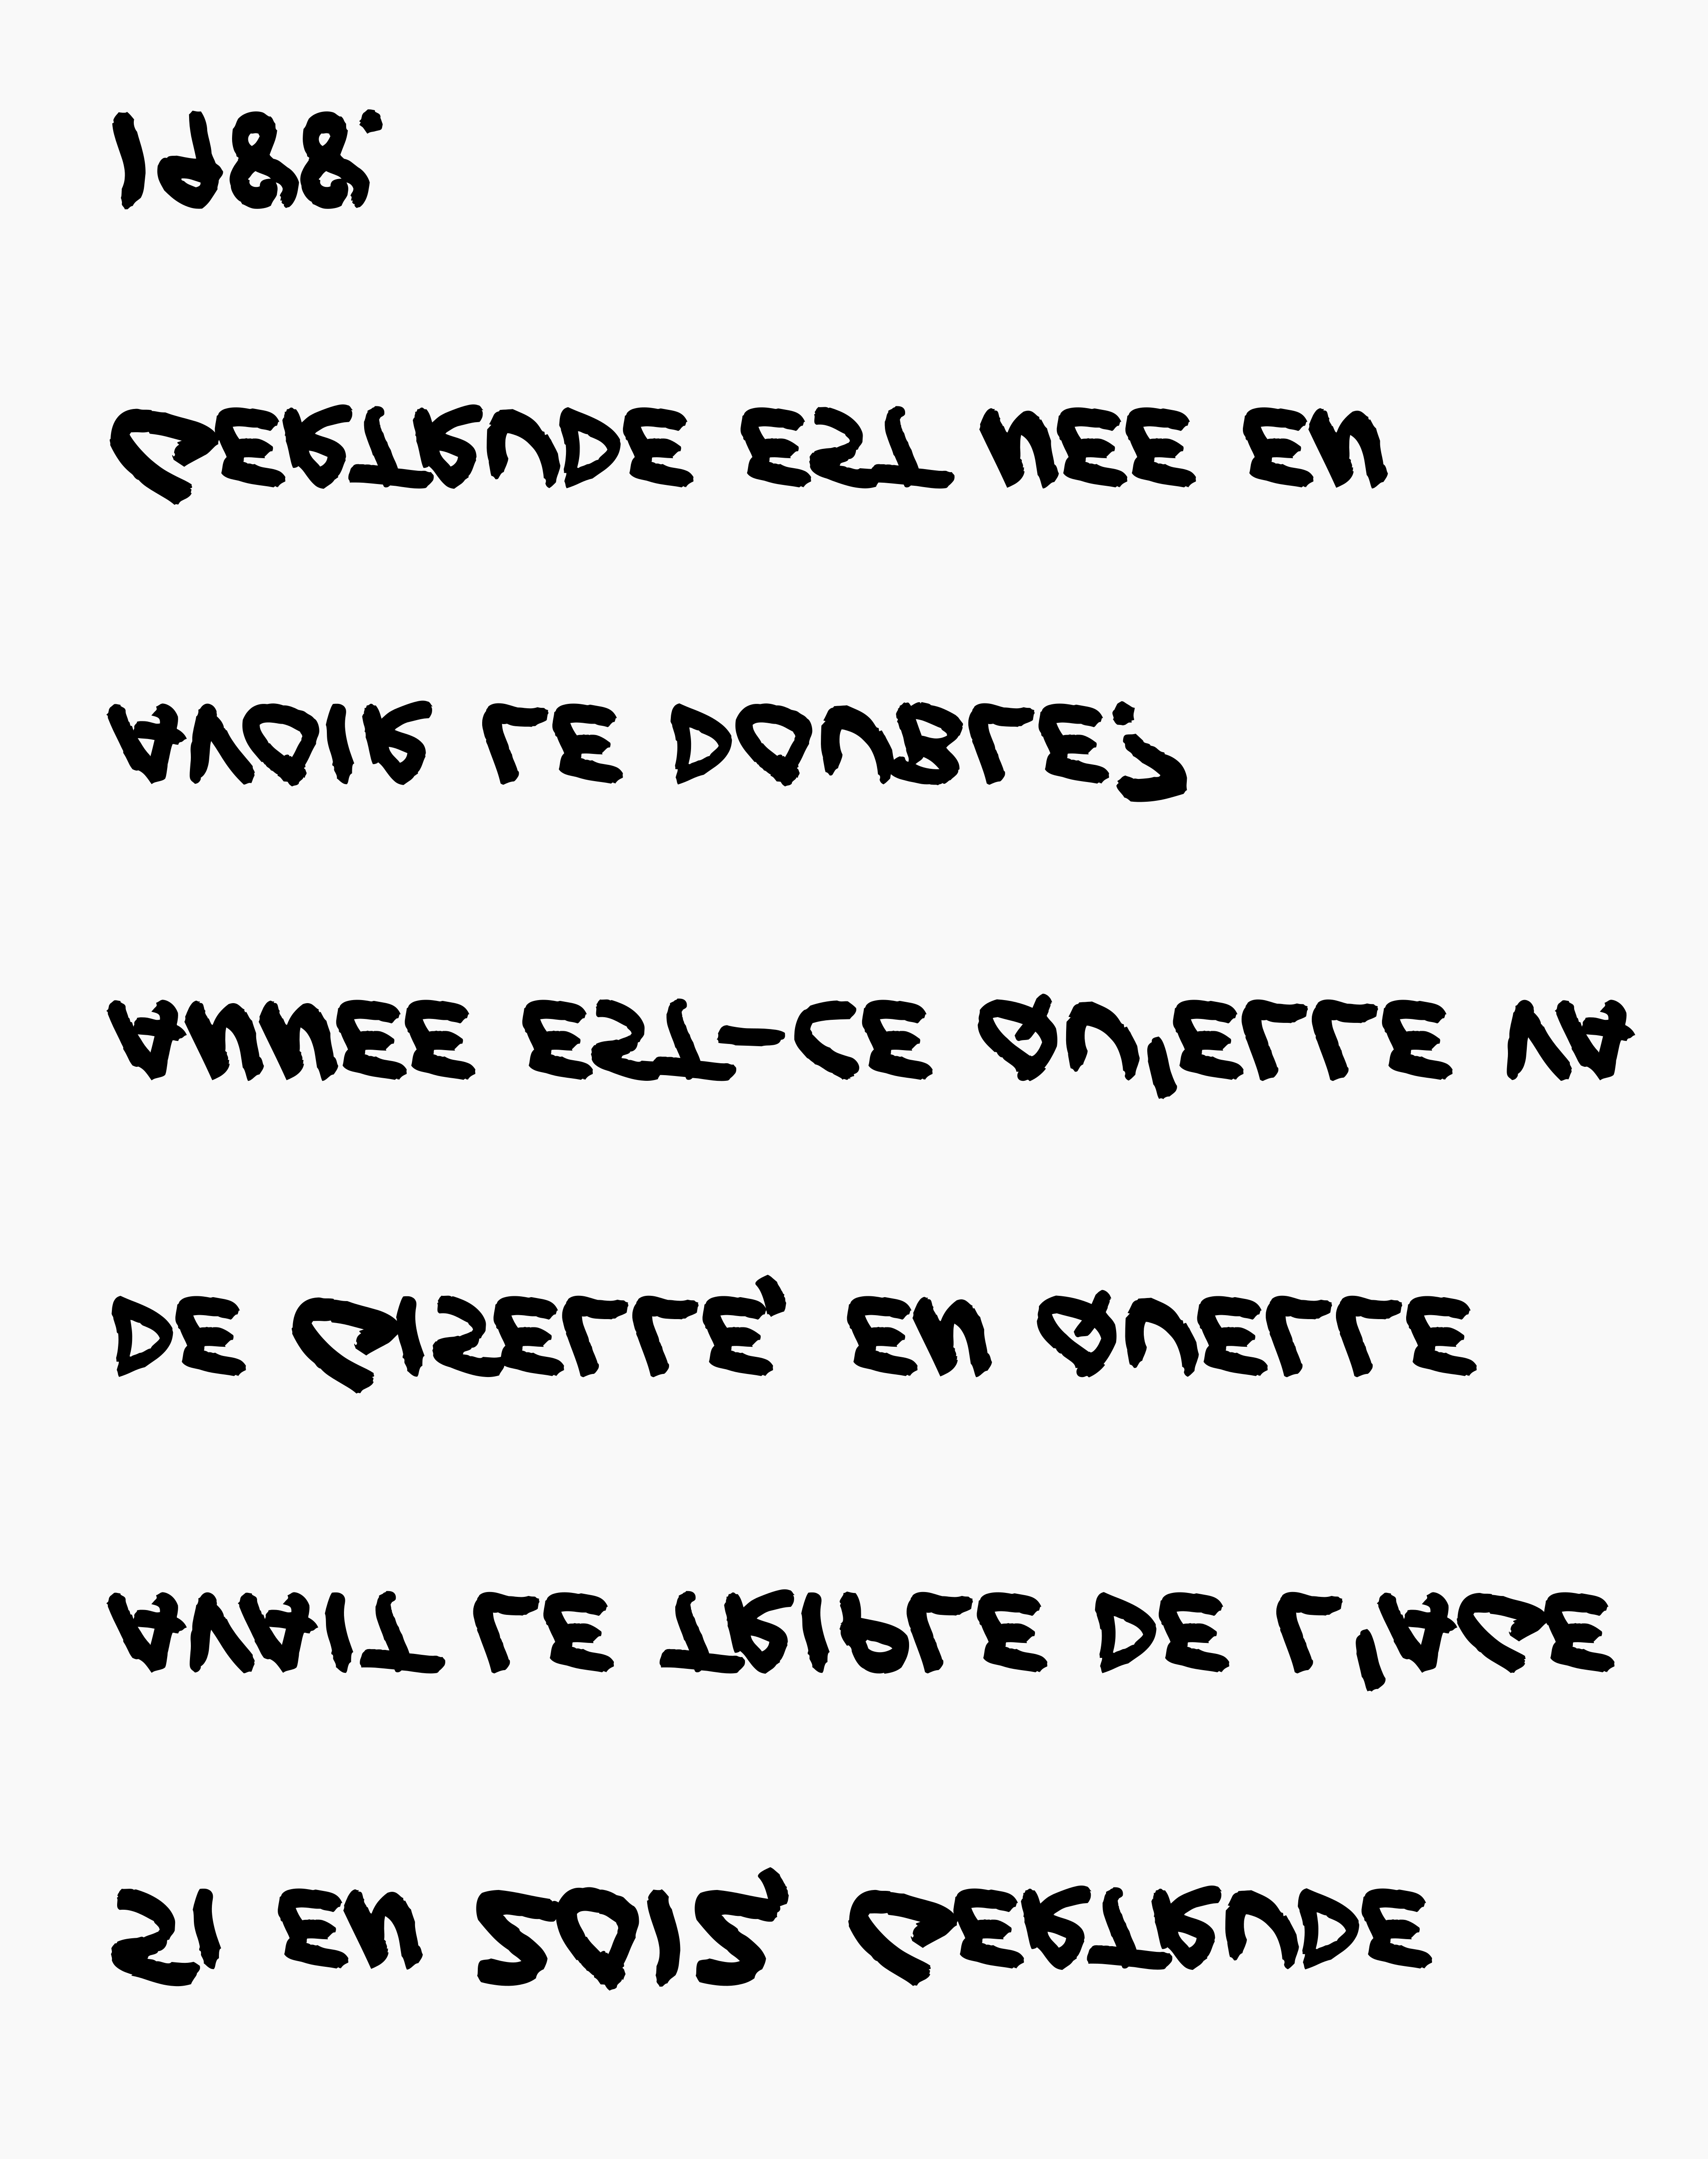 SI EN 2012, GERTRUDE
AVAIT LE TRIPLE DE L'AGE
DE GISELLE, EN QUELLE
ANNEE EST-CE QU'ELLE VA
AVOIR LE DOUBLE?
GERTRUDE EST NEE EN
1988.